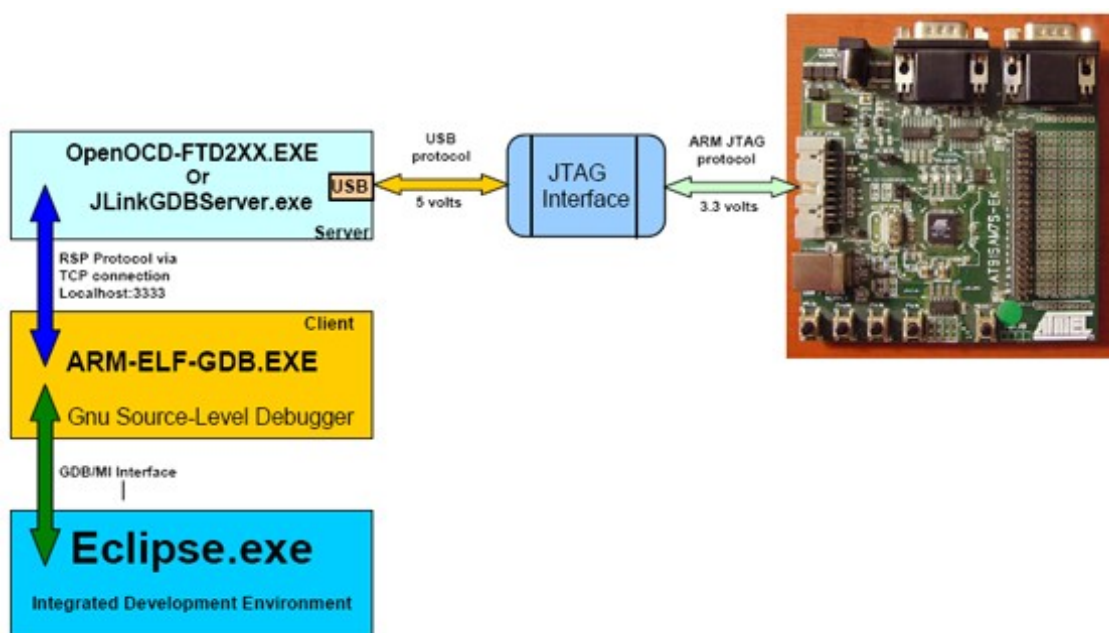 OpenOCD-FTD2XX.EXE
Or
JLinkGDBServer.exe
USB
Server
USB
protocol
5 volts
JTAG
Interface
ARM JTAG
protocol
3.3 volts
RSP Protocol via
TCP connection
Localhost:3333
Client
ARM-ELF-GDB.EXE
Gnu Source-Level Debugger
GDB/MI Interface
Eclipse.exe
Integrated Development Environment
ATMEL